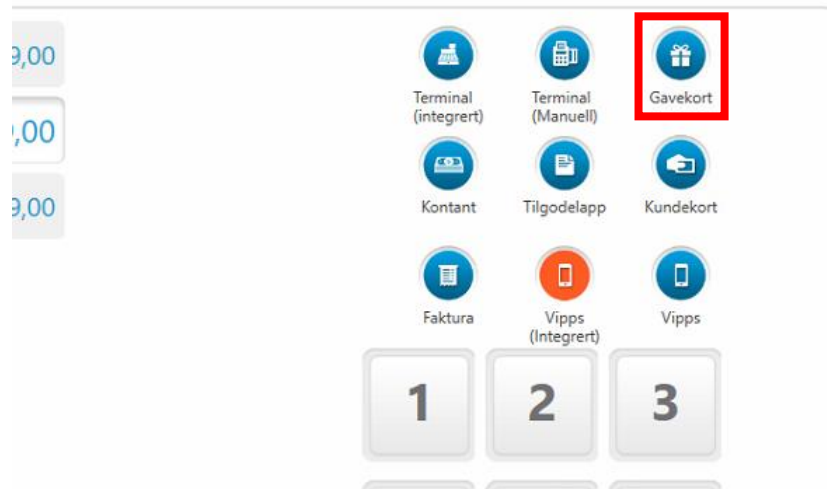 9,00
,00
9,00
Terminal
(integrert)
Terminal
(Manuell)
Gavekort
Kontant
Tilgodelapp
Kundekort
Faktura
Vipps
(Integrert)
Vipps
1
2
3